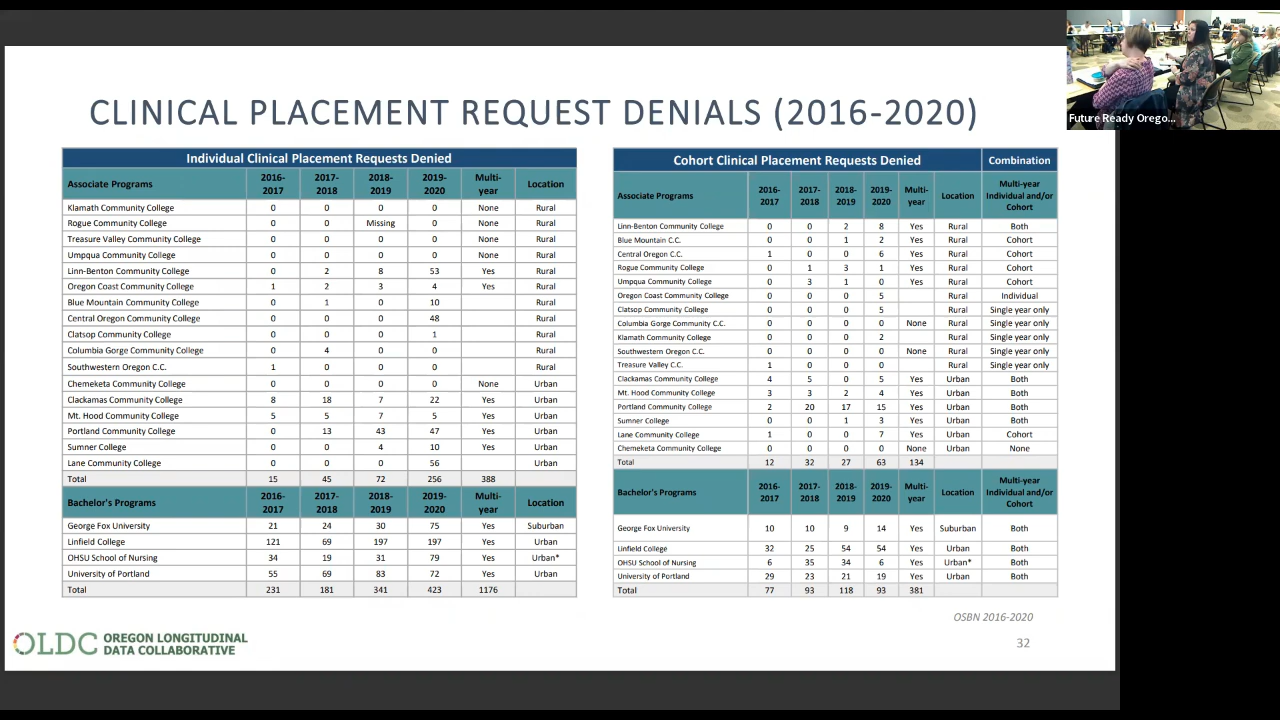 CLINICAL PLACEMENT REQUEST DENIALS (2016-2020)
Individual Clinical Placement Requests Denied
Associate Programs 2016-2017 2017-2018 2018-2019 2019-2020 Multi-year Location
Klamath Community College 0 0 0 0 None Rural
Rogue Community College 0 0 Missing 0 None Rural
Treasure Valley Community College 0 0 0 0 None Rural
Umpqua Community College 0 0 0 0 None Rural
Linn-Benton Community College 0 2 8 53 Yes Rural
Oregon Coast Community College 1 2 3 4 Yes Rural
Blue Mountain Community College 0 1 0 10 Rural
Central Oregon Community College 0 0 0 48 Rural
Clatsop Community College 0 0 0 1 Rural
Columbia Gorge Community College 0 4 0 0 Rural
Southwestern Oregon C.C. 1 0 0 0 Rural
Chemeketa Community College 0 0 0 0 None Urban
Clackamas Community College 8 18 7 22 Yes Urban
Mt. Hood Community College 5 5 7 5 Yes Urban
Portland Community College 0 13 43 47 Yes Urban
Sumner College 0 0 4 10 Yes Urban
Lane Community College 0 0 0 56 Urban
Total 15 45 72 256 388
Bachelor's Programs 2016-2017 2017-2018 2018-2019 2019-2020 Multi-year Location
George Fox University 21 24 30 75 Yes Suburban
Linfield College 121 69 197 197 Yes Urban
OHSU School of Nursing 34 19 31 79 Yes Urban*
University of Portland 55 69 83 72 Yes Urban
Total 231 181 341 423 1176
Cohort Clinical Placement Requests Denied Combination
Associate Programs 2016-2017 2017-2018 2018-2019 2019-2020 Multi-year Location Multi-year Individual and/or Cohort
Linn-Benton Community College 0 0 2 8 Yes Rural Both
Blue Mountain C.C. 0 0 1 2 Yes Rural Cohort
Central Oregon C.C. 1 0 0 6 Yes Rural Cohort
Rogue Community College 0 1 3 1 Yes Rural Cohort
Umpqua Community College 0 3 1 0 Yes Rural Cohort
Oregon Coast Community College 0 0 0 5 Rural Individual
Clatsop Community College 0 0 0 5 Rural Single year only
Columbia Gorge Community C.C. 0 0 0 0 None Rural Single year only
Klamath Community College 0 0 0 2 Rural Single year only
Southwestern Oregon C.C. 0 0 0 0 None Rural Single year only
Treasure Valley C.C. 1 0 0 0 Rural Single year only
Clackamas Community College 4 5 0 5 Yes Urban Both
Mt. Hood Community College 3 3 2 4 Yes Urban Both
Portland Community College 2 20 17 15 Yes Urban Both
Sumner College 0 0 1 3 Yes Urban Both
Lane Community College 1 0 0 7 Yes Urban Cohort
Chemeketa Community College 0 0 0 0 None Urban None
Total 12 32 27 63 134
Bachelor's Programs 2016-2017 2017-2018 2018-2019 2019-2020 Multi-year Location Multi-year Individual and/or Cohort
George Fox University 10 10 9 14 Yes Suburban Both
Linfield College 32 25 54 54 Yes Urban Both
OHSU School of Nursing 6 35 34 6 Yes Urban* Both
University of Portland 29 23 21 19 Yes Urban Both
Total 77 93 118 93 381
OSBN 2016-2020
OLDC OREGON LONGITUDINAL
DATA COLLABORATIVE
32
Future Ready Orego...